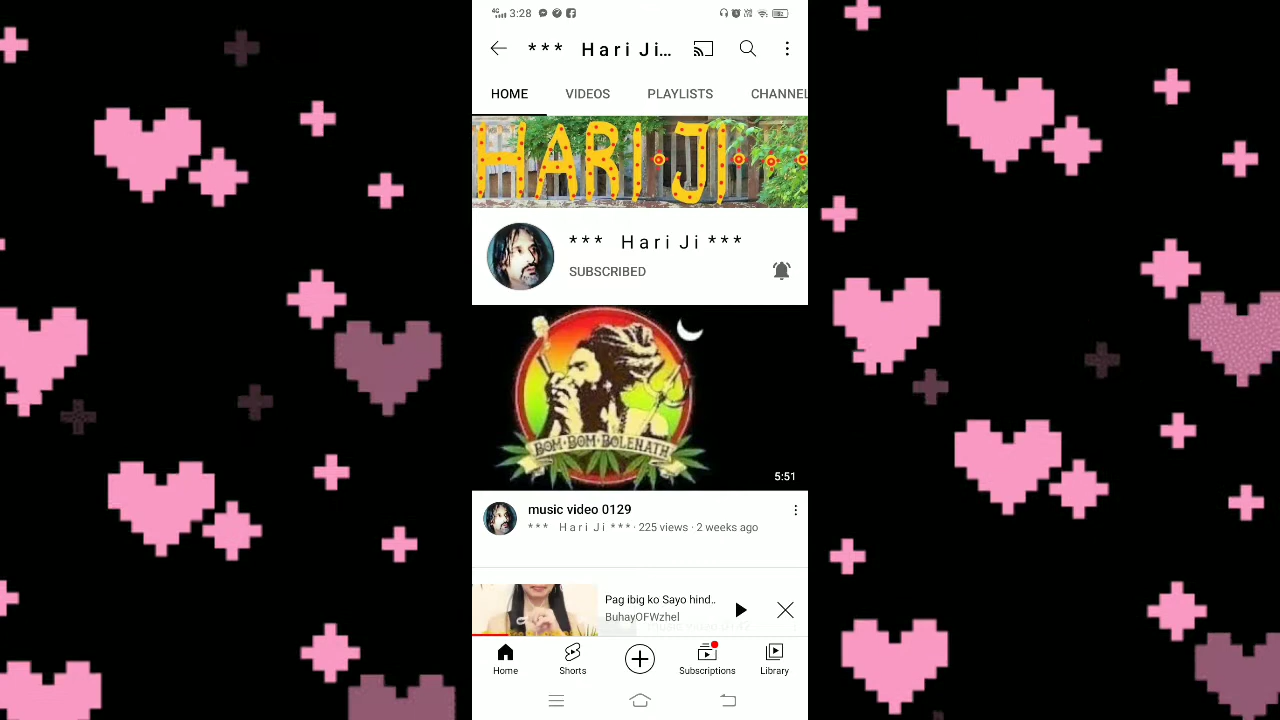 4G 3:28
*** Hari Ji...
HOME VIDEOS PLAYLISTS CHANNEL
HARI JI
*** Hari Ji ***
SUBSCRIBED
BOM·BOM·BOLENATH
5:51
music video 0129
*** Hari Ji *** · 225 views · 2 weeks ago
Pag ibig ko Sayo hind..
BuhayOFWzhel
Home Shorts Subscriptions Library